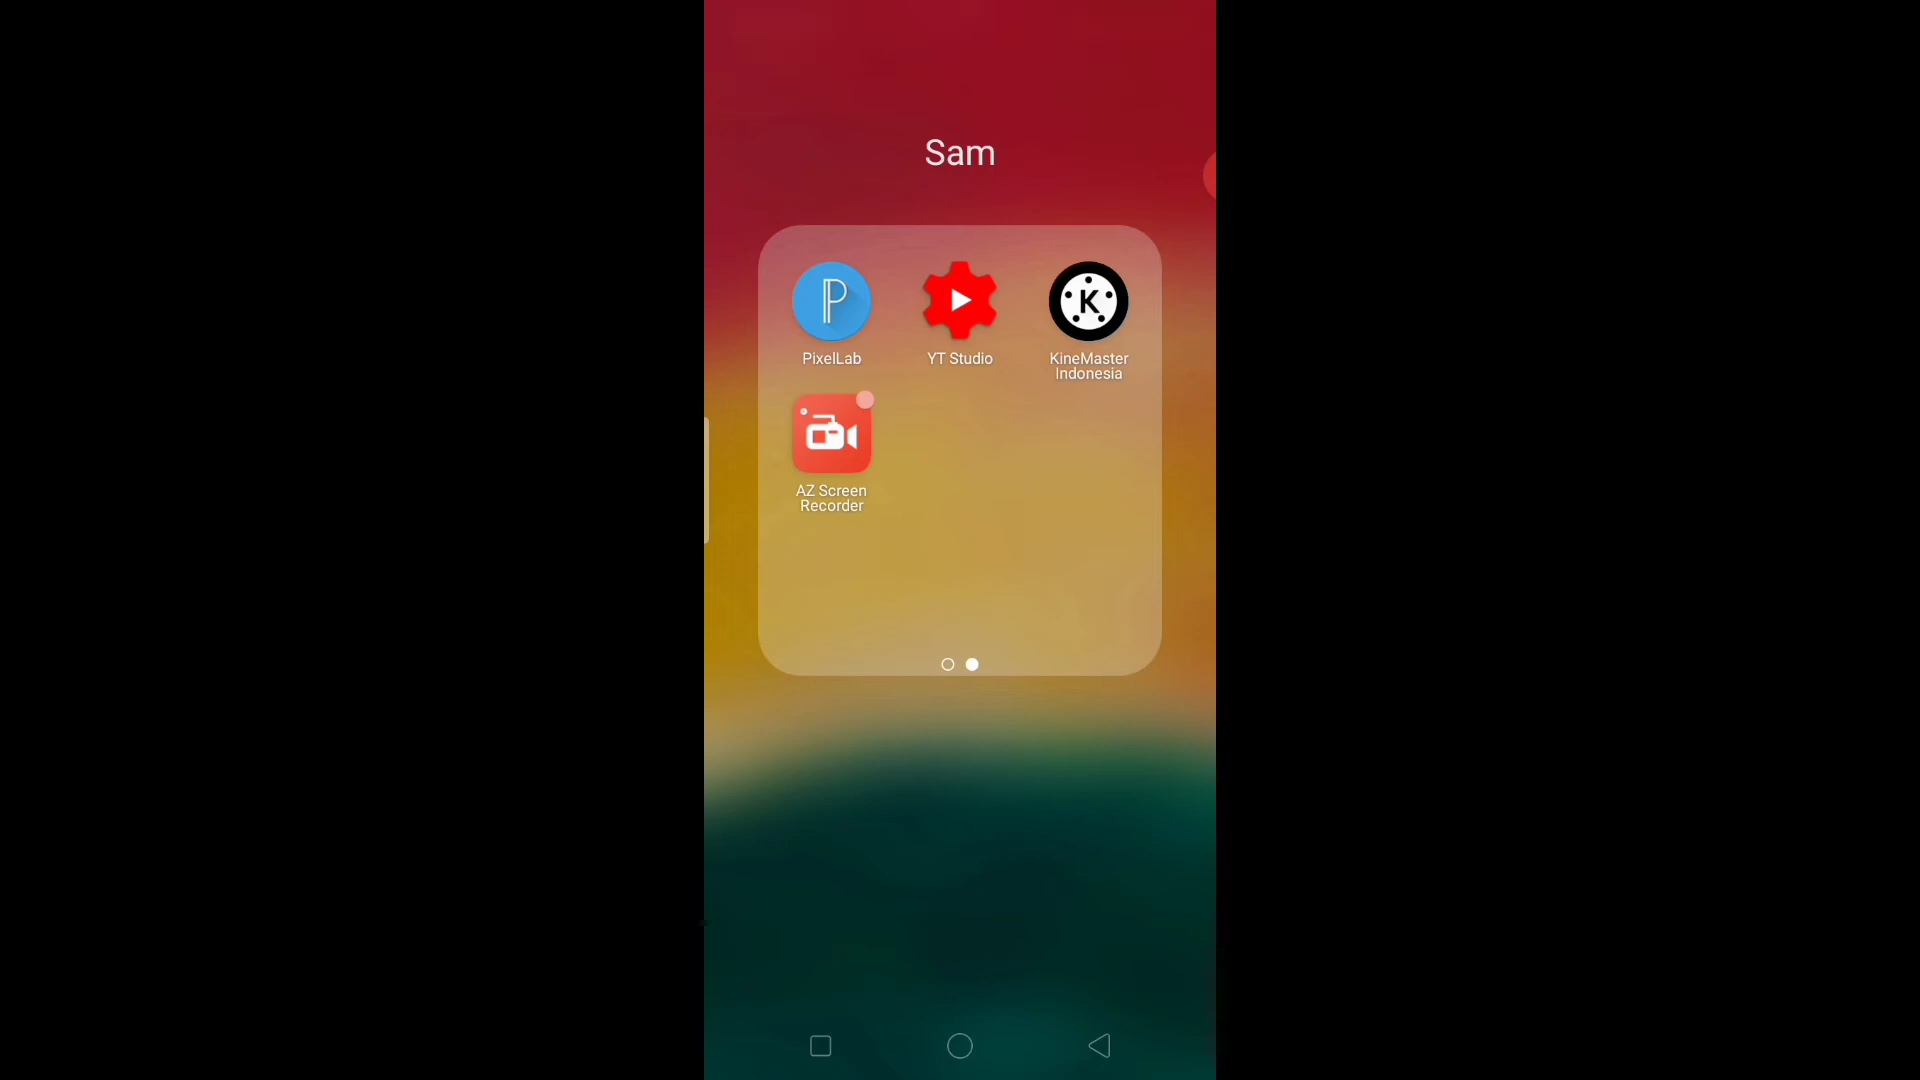 Sam
PixelLab
YT Studio
KineMaster
Indonesia
AZ Screen
Recorder